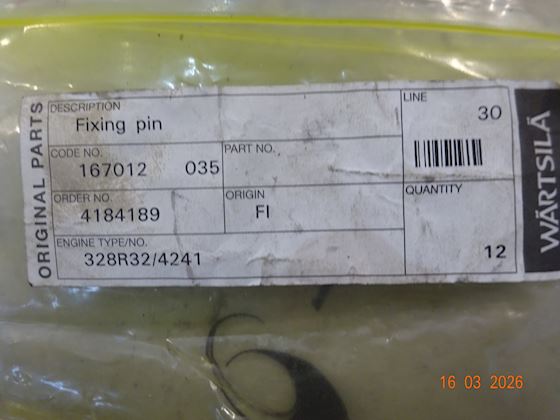 ORIGINAL PARTS
DESCRIPTION
Fixing pin
LINE
30
CODE NO.
167012 035
PART NO.
ORDER NO.
4184189
ORIGIN
FI
QUANTITY
12
ENGINE TYPE/NO.
328R32/4241
WÄRTSILÄ
16 03 2026